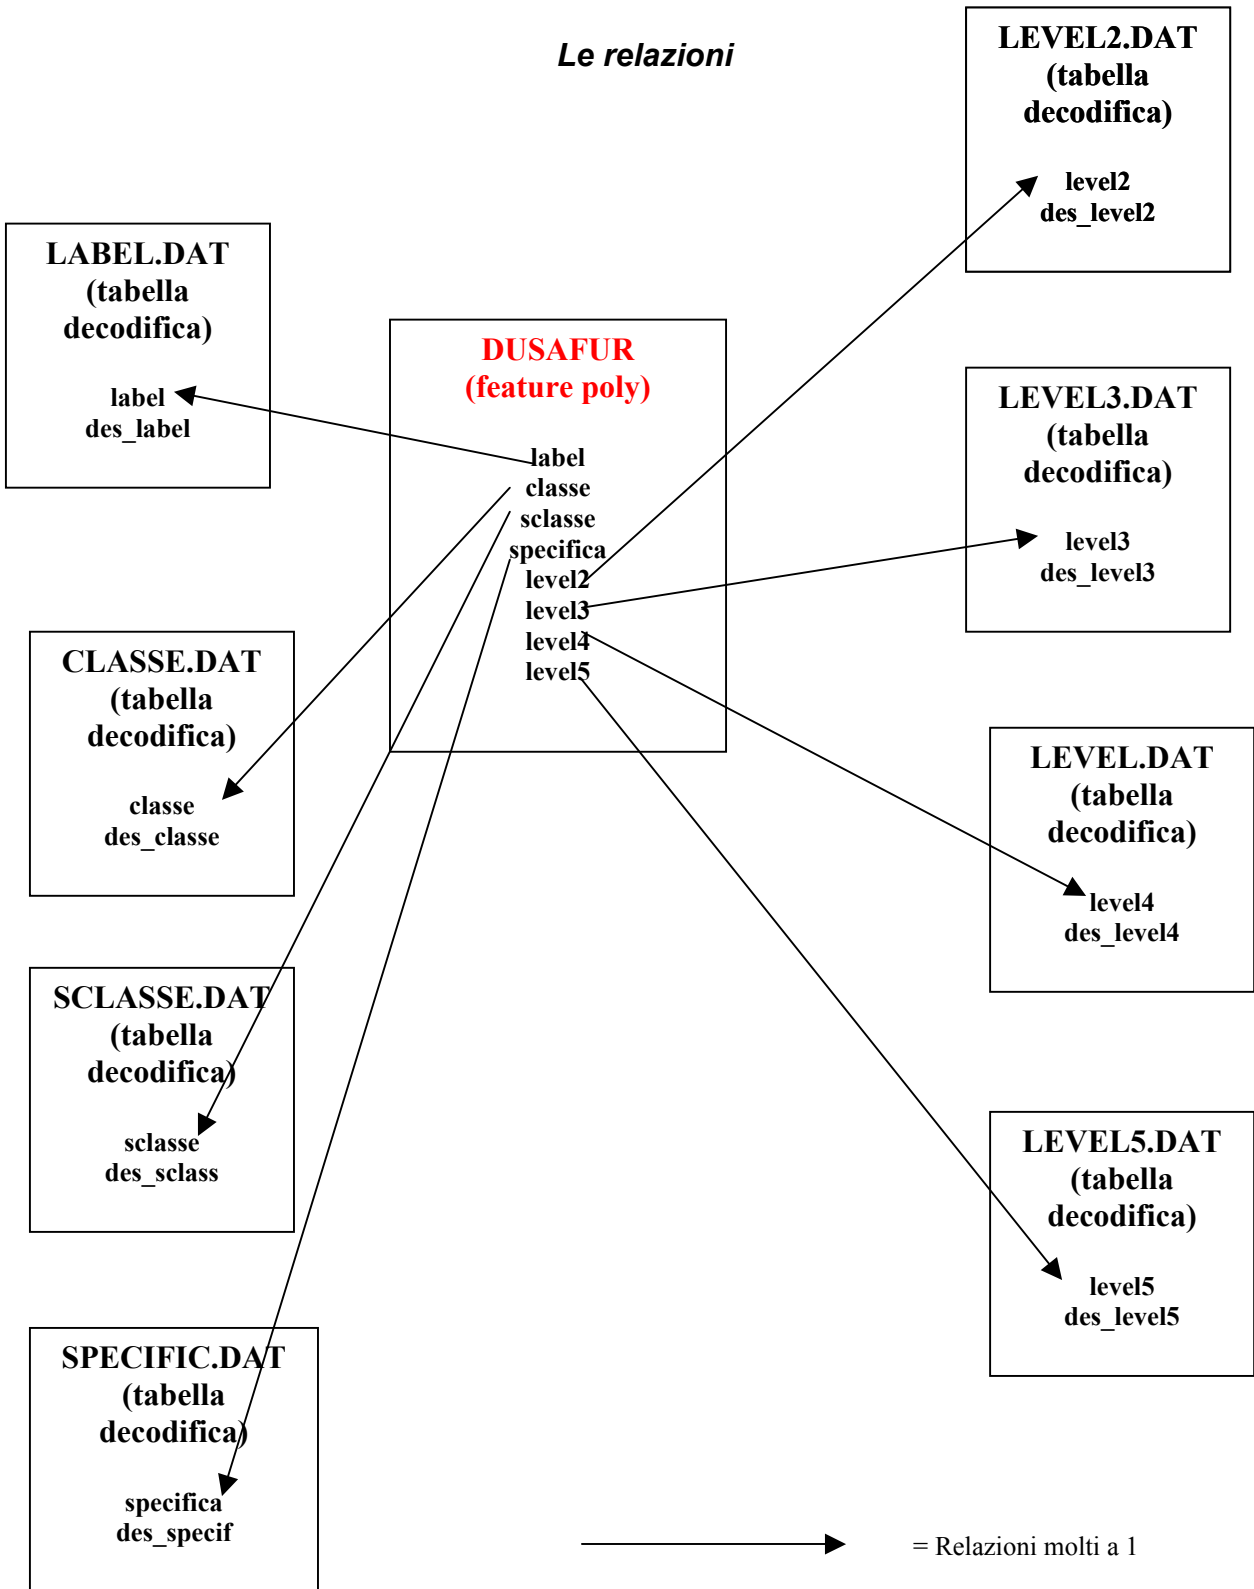 Le relazioni
LEVEL2.DAT
(tabella
decodifica)
level2
des_level2
LABEL.DAT
(tabella
decodifica)
label
des_label
DUSAFUR
(feature poly)
label
classe
sclasse
specifica
level2
level3
level4
level5
LEVEL3.DAT
(tabella
decodifica)
level3
des_level3
CLASSE.DAT
(tabella
decodifica)
classe
des_classe
LEVEL.DAT
(tabella
decodifica)
level4
des_level4
SCLASSE.DAT
(tabella
decodifica)
sclasse
des_sclass
LEVEL5.DAT
(tabella
decodifica)
level5
des_level5
SPECIFIC.DAT
(tabella
decodifica)
specifica
des_specif
= Relazioni molti a 1